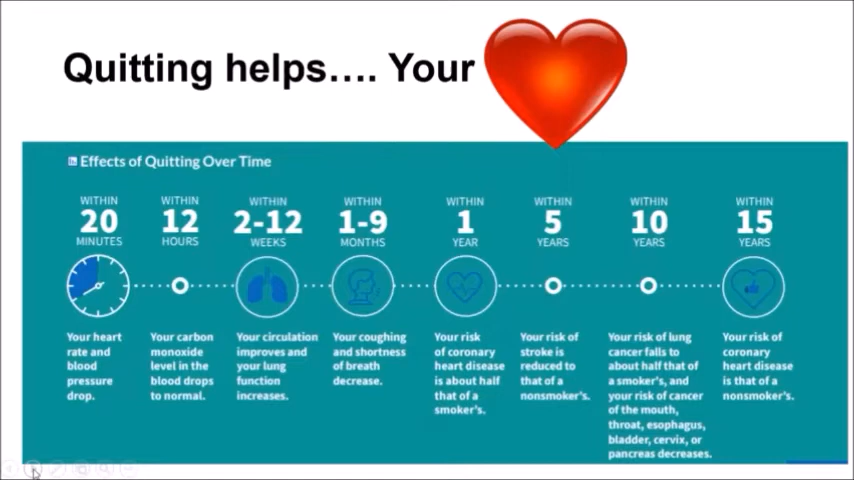 Quitting helps.... Your
Effects of Quitting Over Time
WITHIN
20
MINUTES
Your heart
rate and
blood
pressure
drop.
WITHIN
12
HOURS
Your carbon
monoxide
level in the
blood drops
to normal.
WITHIN
2-12
WEEKS
Your circulation
improves and
your lung
function
increases.
WITHIN
1-9
MONTHS
Your coughing
and shortness
of breath
decrease.
WITHIN
1
YEAR
Your risk
of coronary
heart disease
is about half
that of a
smoker's.
WITHIN
5
YEARS
Your risk of
stroke is
reduced to
that of a
nonsmoker's.
WITHIN
10
YEARS
Your risk of lung
cancer falls to
about half that of
a smoker's, and
your risk of cancer
of the mouth,
throat, esophagus,
bladder, cervix, or
pancreas decreases.
WITHIN
15
YEARS
Your risk of
coronary
heart disease
is that of a
nonsmoker's.